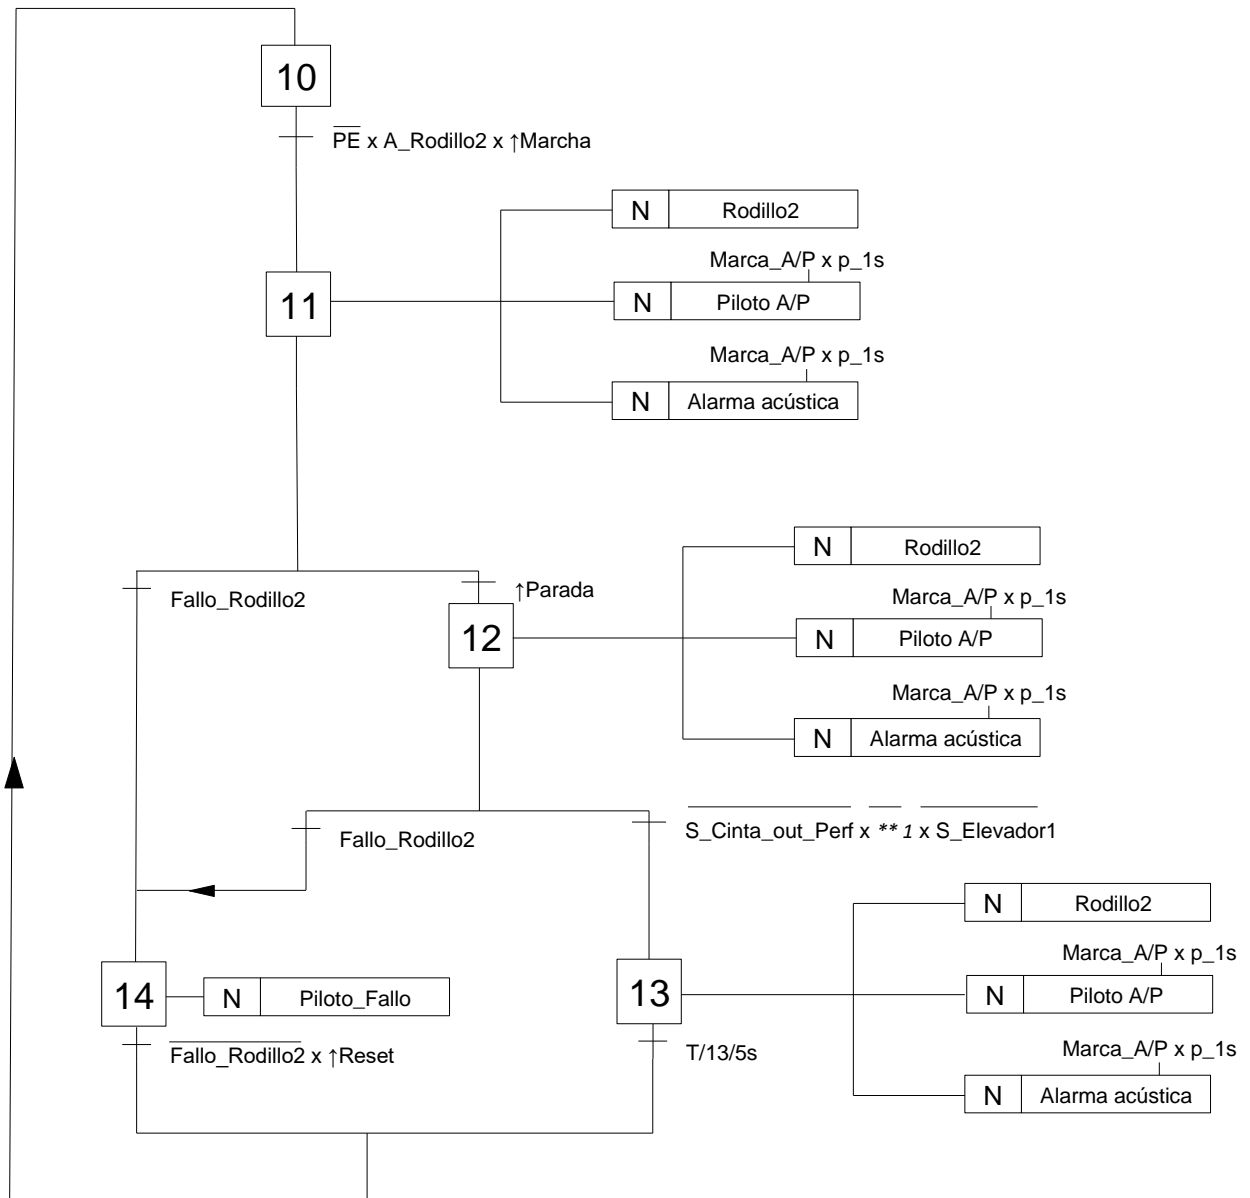 10
P̅E̅ x A_Rodillo2 x ↑Marcha
N Rodillo2
Marca_A/P x p_1s
11
N Piloto A/P
Marca_A/P x p_1s
N Alarma acústica
N Rodillo2
Fallo_Rodillo2
↑Parada
Marca_A/P x p_1s
12
N Piloto A/P
Marca_A/P x p_1s
N Alarma acústica
Fallo_Rodillo2
S_Cinta_out_Perf x ** 1 x S_Elevador1
N Rodillo2
Marca_A/P x p_1s
14
N Piloto_Fallo
13
N Piloto A/P
Fallo_Rodillo2 x ↑Reset
T/13/5s
Marca_A/P x p_1s
N Alarma acústica